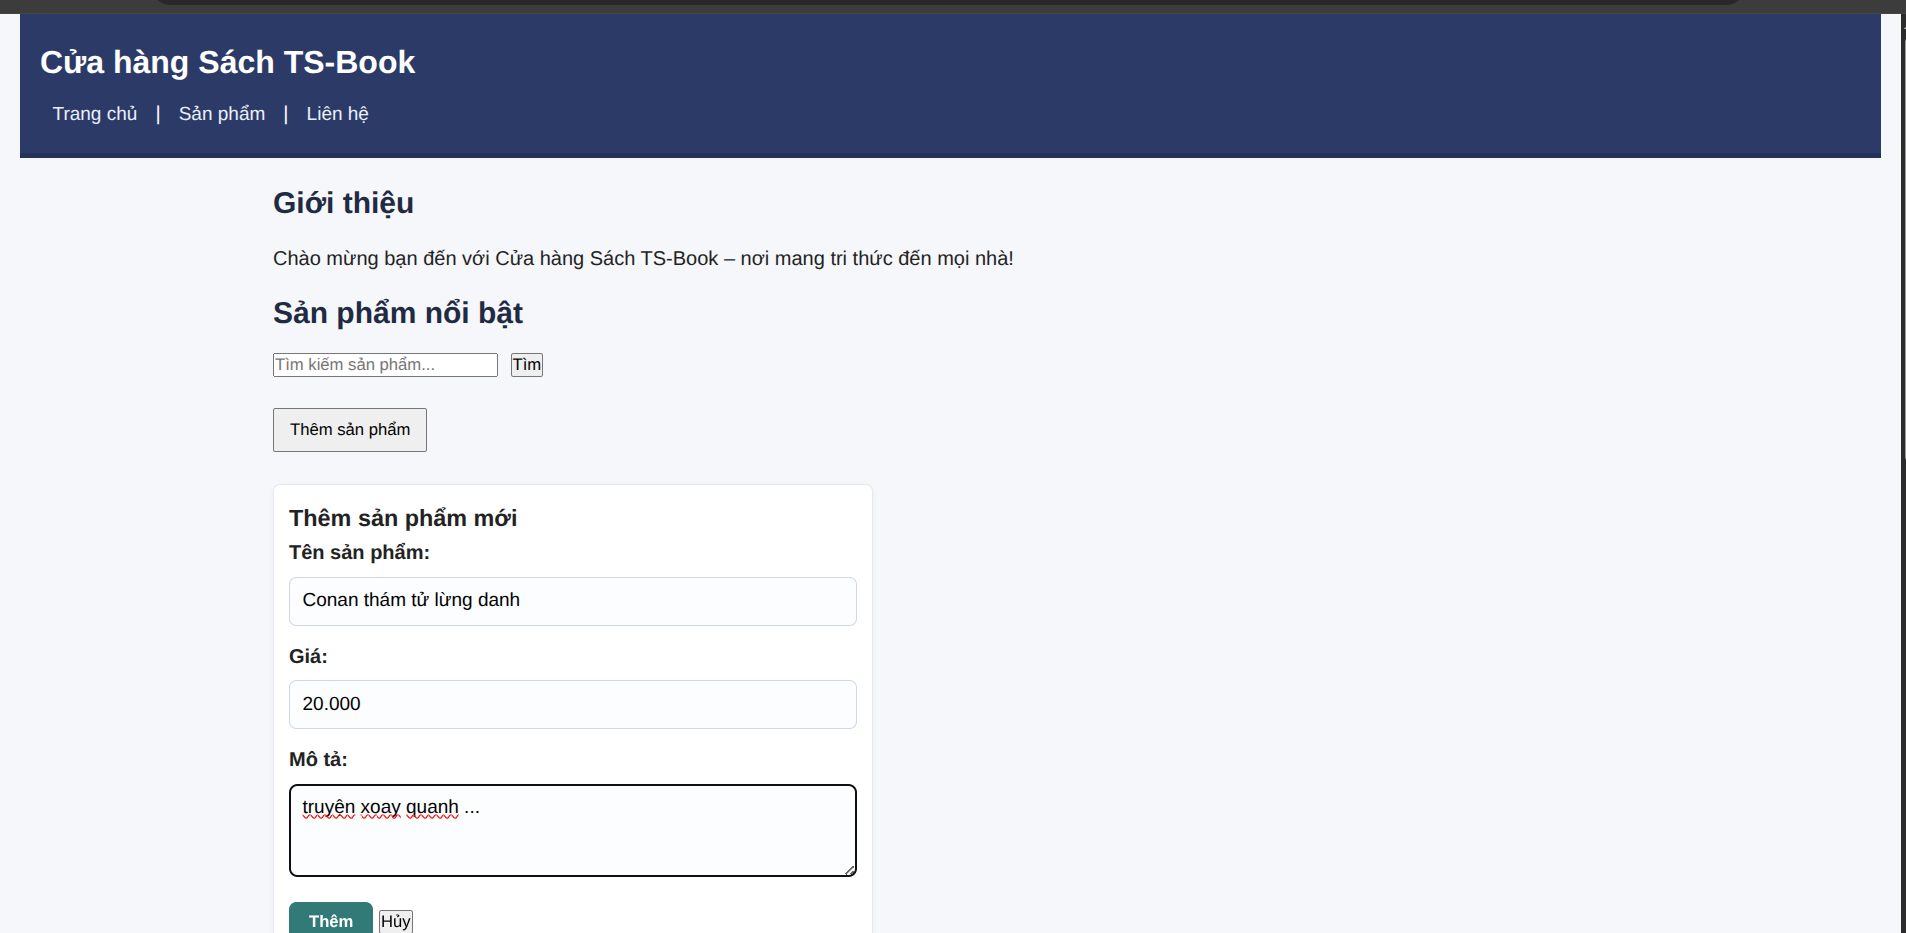 Cửa hàng Sách TS-Book
Trang chủ | Sản phẩm | Liên hệ
Giới thiệu
Chào mừng bạn đến với Cửa hàng Sách TS-Book – nơi mang tri thức đến mọi nhà!
Sản phẩm nổi bật
Tìm kiếm sản phẩm... Tìm
Thêm sản phẩm
Thêm sản phẩm mới
Tên sản phẩm:
Conan thám tử lừng danh
Giá:
20.000
Mô tả:
truyện xoay quanh ...
Thêm Hủy